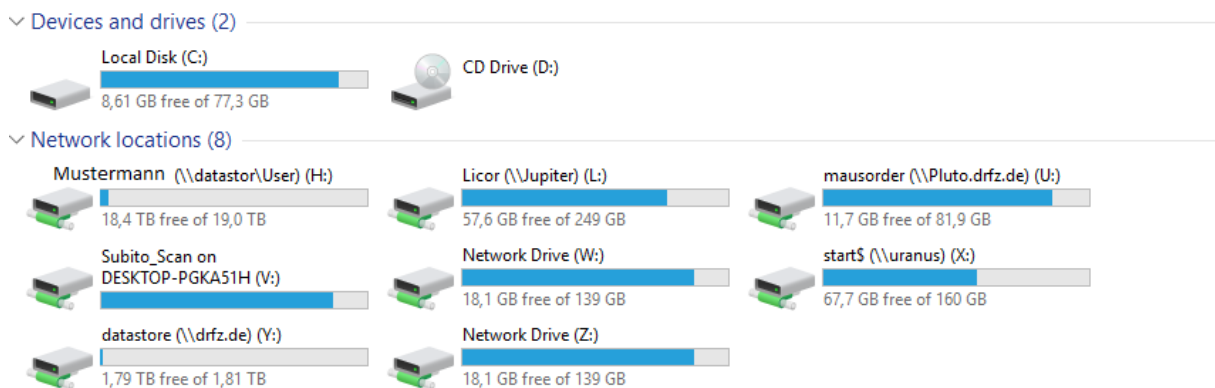 Devices and drives (2)
Local Disk (C:)
8,61 GB free of 77,3 GB
CD Drive (D:)
Network locations (8)
Mustermann (\\datastor\User) (H:)
18,4 TB free of 19,0 TB
Licor (\\Jupiter) (L:)
57,6 GB free of 249 GB
mausorder (\\Pluto.drfz.de) (U:)
11,7 GB free of 81,9 GB
Subito_Scan on
DESKTOP-PGKA51H (V:)
Network Drive (W:)
18,1 GB free of 139 GB
start$ (\\uranus) (X:)
67,7 GB free of 160 GB
datastore (\\drfz.de) (Y:)
1,79 TB free of 1,81 TB
Network Drive (Z:)
18,1 GB free of 139 GB